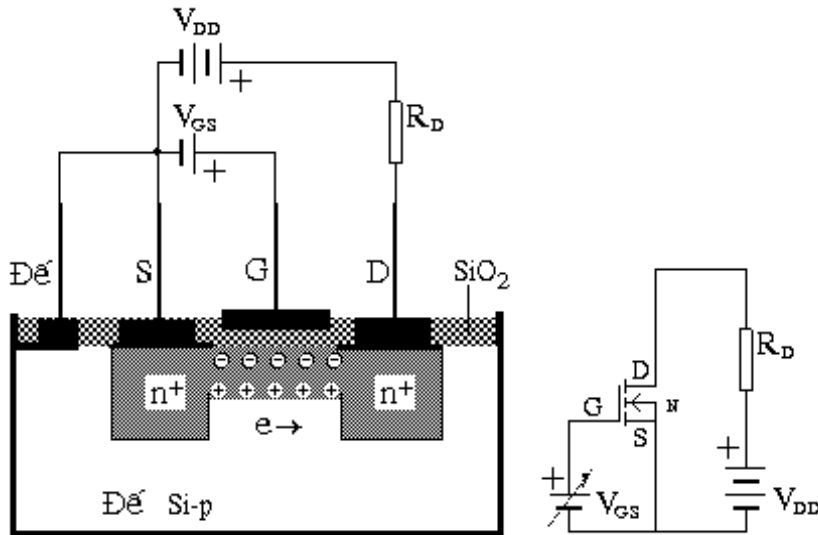 V_DD
+
V_GS
+
R_D
Đế S G D SiO₂
n⁺ n⁺
e→
Đế Si-p
D
G N
S
R_D
+ V_GS
+ V_DD